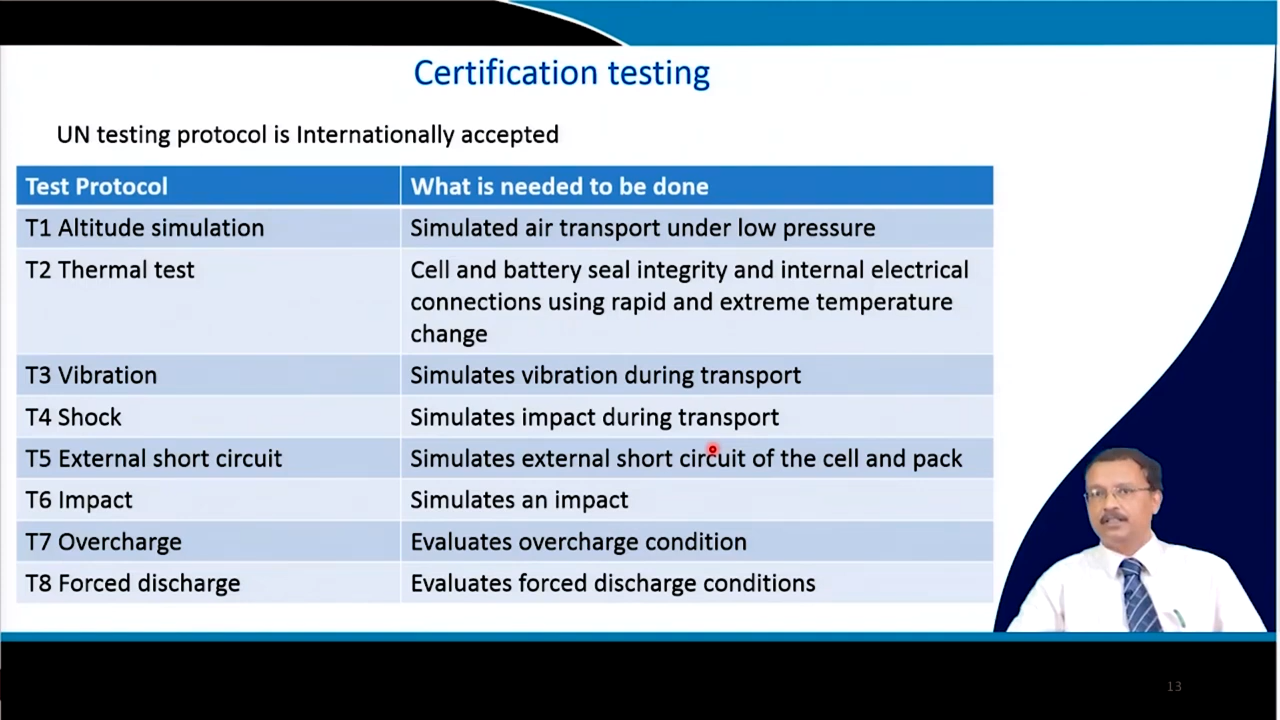 Certification testing
UN testing protocol is Internationally accepted
Test Protocol What is needed to be done
T1 Altitude simulation Simulated air transport under low pressure
T2 Thermal test Cell and battery seal integrity and internal electrical
connections using rapid and extreme temperature
change
T3 Vibration Simulates vibration during transport
T4 Shock Simulates impact during transport
T5 External short circuit Simulates external short circuit of the cell and pack
T6 Impact Simulates an impact
T7 Overcharge Evaluates overcharge condition
T8 Forced discharge Evaluates forced discharge conditions
13